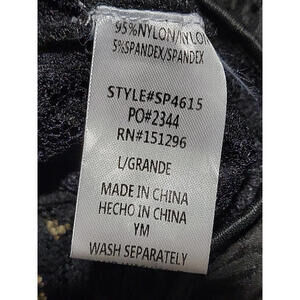 95%NYLON/NYLON
5%SPANDEX/SPANDEX
STYLE#SP4615
PO#2344
RN#151296
L/GRANDE
MADE IN CHINA
HECHO IN CHINA
YM
WASH SEPARATELY